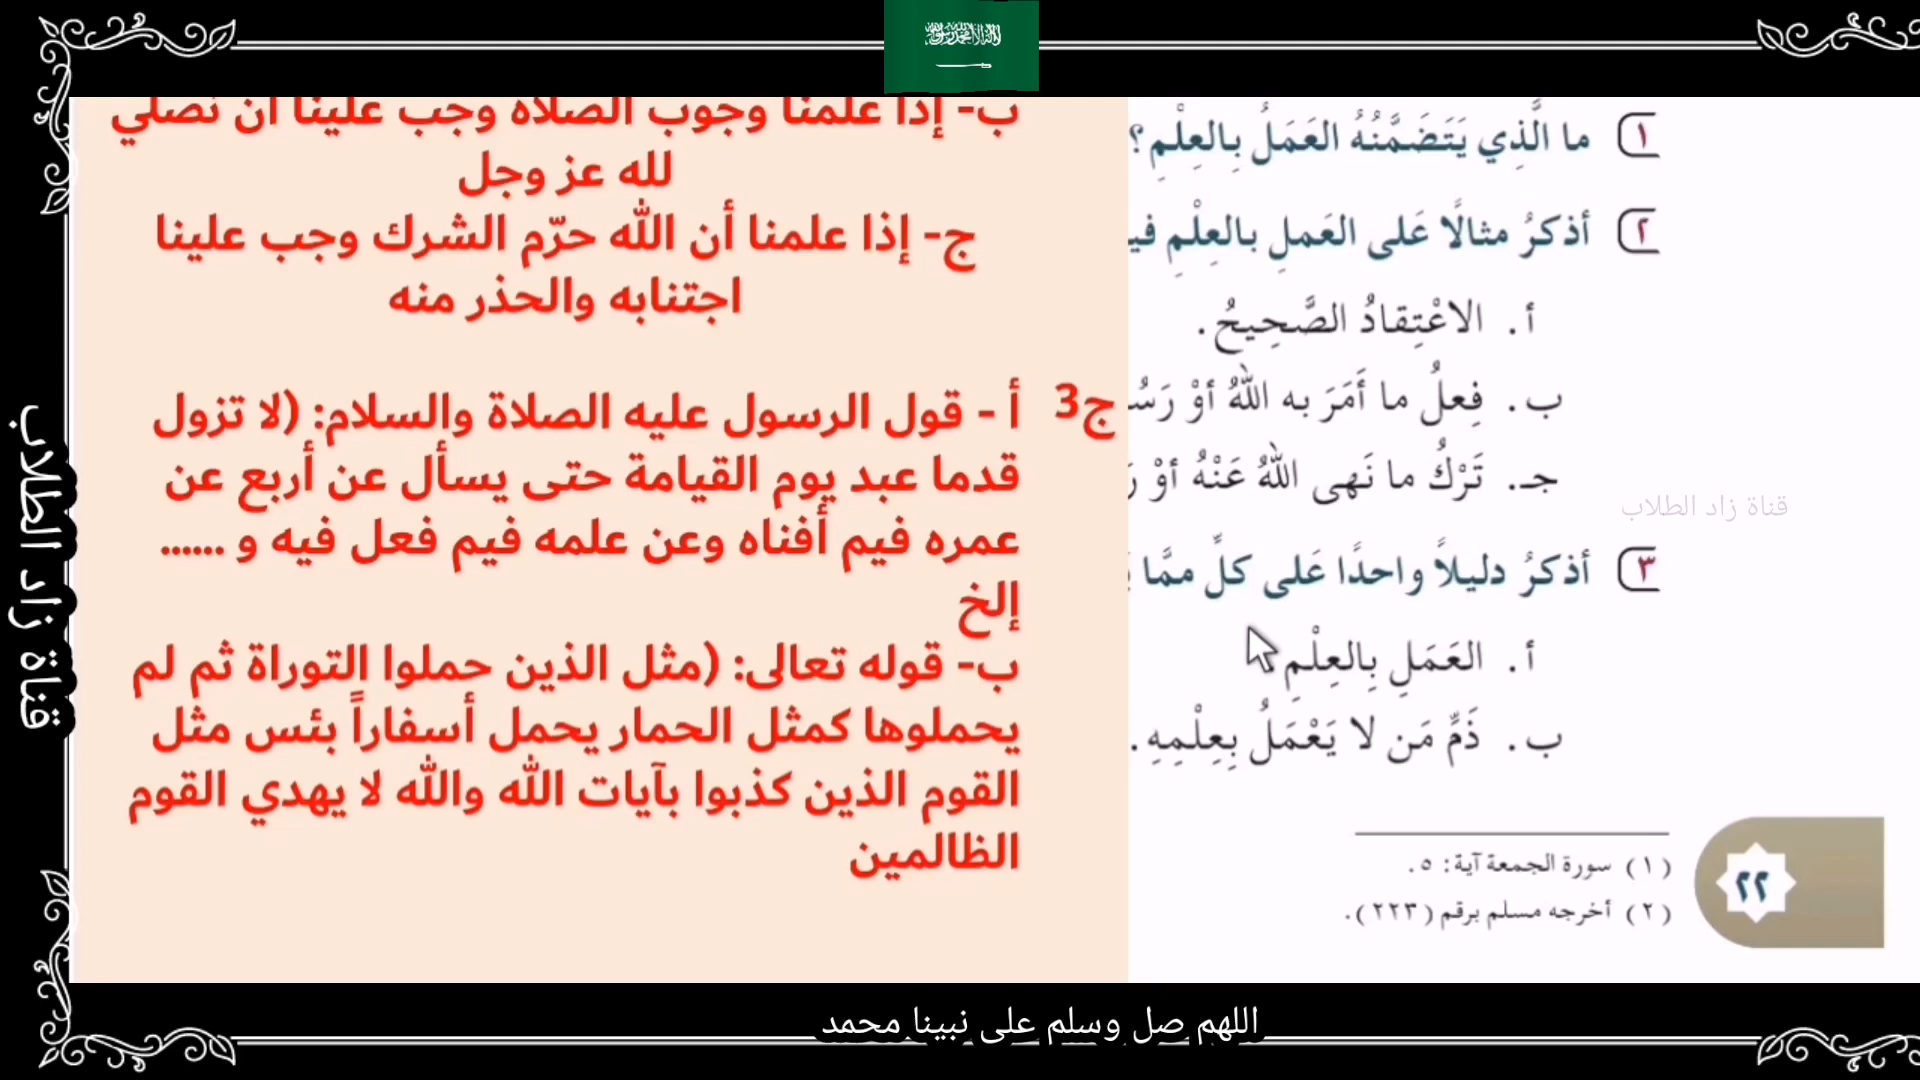 ١ ما الَّذِي يَتَضَمَّنُهُ العَمَلُ بِالعِلْمِ؟
٢ أذكرُ مثالًا عَلى العَملِ بالعِلْمِ
أ. الاعْتِقادُ الصَّحِيحُ.
ب. فِعلُ ما أَمَرَ به اللهُ أوْ
جـ. تَرْكُ ما نَهى اللهُ عَنْهُ أوْ
٣ أذكرُ دليلاً واحدًا عَلى كلِّ ممَّا
أ. العَمَلِ بِالعِلْمِ
ب. ذَمِّ مَن لا يَعْمَلُ بِعِلْمِهِ.
(١) سورة الجمعة آية: ٥.
(٢) أخرجه مسلم برقم (٢٢٣).
٢٢
ب- إذا علمنا وجوب الصلاة وجب علينا أن نصلي
لله عز وجل
ج- إذا علمنا أن الله حرّم الشرك وجب علينا
اجتنابه والحذر منه
ج3 أ - قول الرسول عليه الصلاة والسلام: (لا تزول
قدما عبد يوم القيامة حتى يسأل عن أربع عن
عمره فيم أفناه وعن علمه فيم فعل فيه و ......
إلخ
ب- قوله تعالى: (مثل الذين حملوا التوراة ثم لم
يحملوها كمثل الحمار يحمل أسفاراً بئس مثل
القوم الذين كذبوا بآيات الله والله لا يهدي القوم
الظالمين
قناة زاد الطلاب
قناة زاد الطلاب
اللهم صل وسلم على نبينا محمد